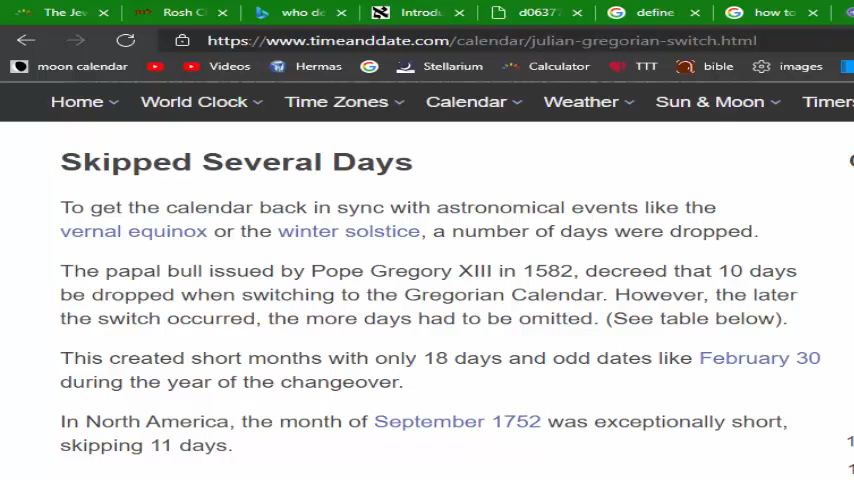 The Jev Rosh C who de Introdu d0637 define how to
https://www.timeanddate.com/calendar/julian-gregorian-switch.html
moon calendar Videos Hermas Stellarium Calculator TTT bible images
Home World Clock Time Zones Calendar Weather Sun & Moon Timers
Skipped Several Days
To get the calendar back in sync with astronomical events like the
vernal equinox or the winter solstice, a number of days were dropped.
The papal bull issued by Pope Gregory XIII in 1582, decreed that 10 days
be dropped when switching to the Gregorian Calendar. However, the later
the switch occurred, the more days had to be omitted. (See table below).
This created short months with only 18 days and odd dates like February 30
during the year of the changeover.
In North America, the month of September 1752 was exceptionally short,
skipping 11 days.